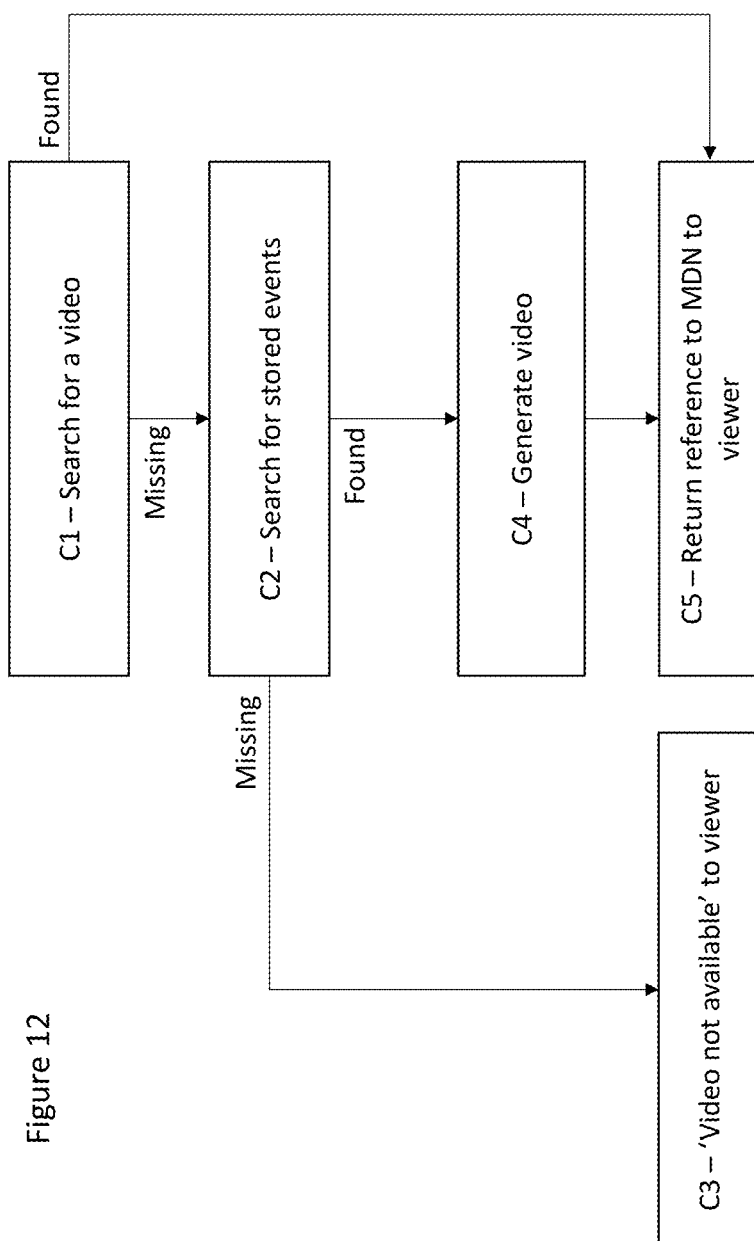 Figure 12
C1 – Search for a video
Found
Missing
C2 – Search for stored events
Missing
Found
C4 – Generate video
C3 – ‘Video not available’ to viewer
C5 – Return reference to MDN to
viewer